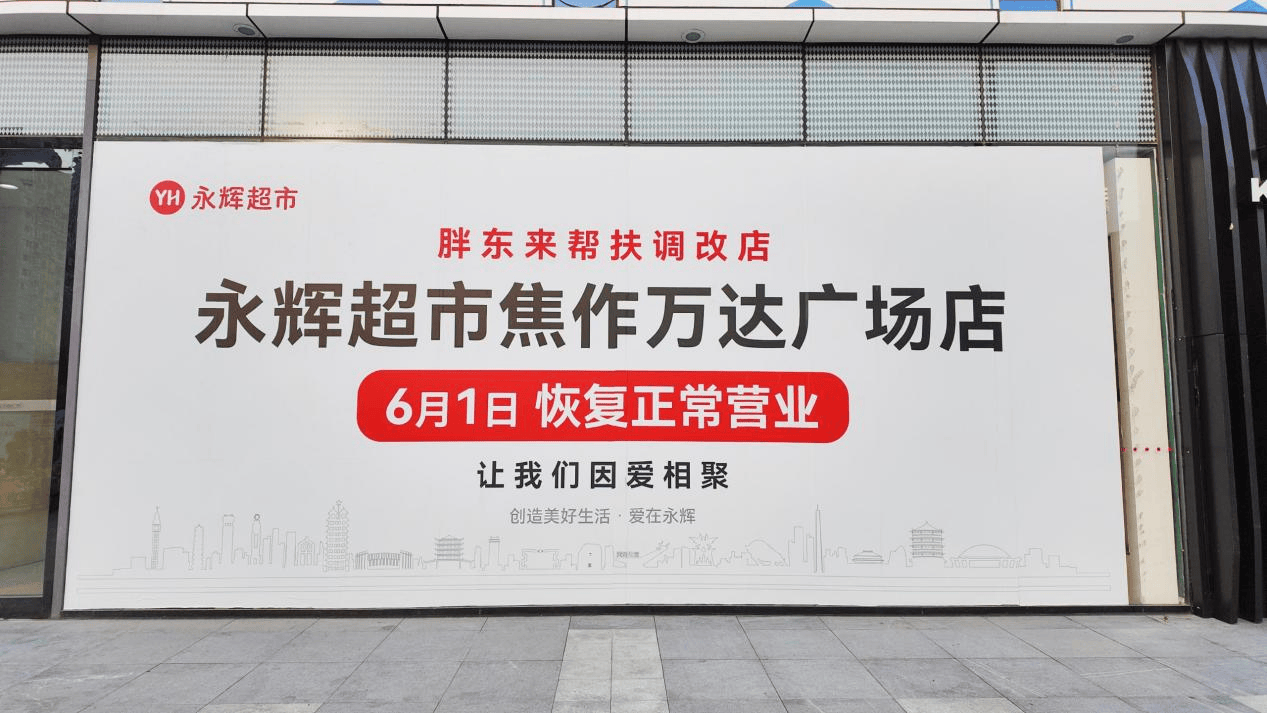 YH 永辉超市
胖东来帮扶调改店
永辉超市焦作万达广场店
6月1日 恢复正常营业
让我们因爱相聚
创造美好生活 · 爱在永辉
K